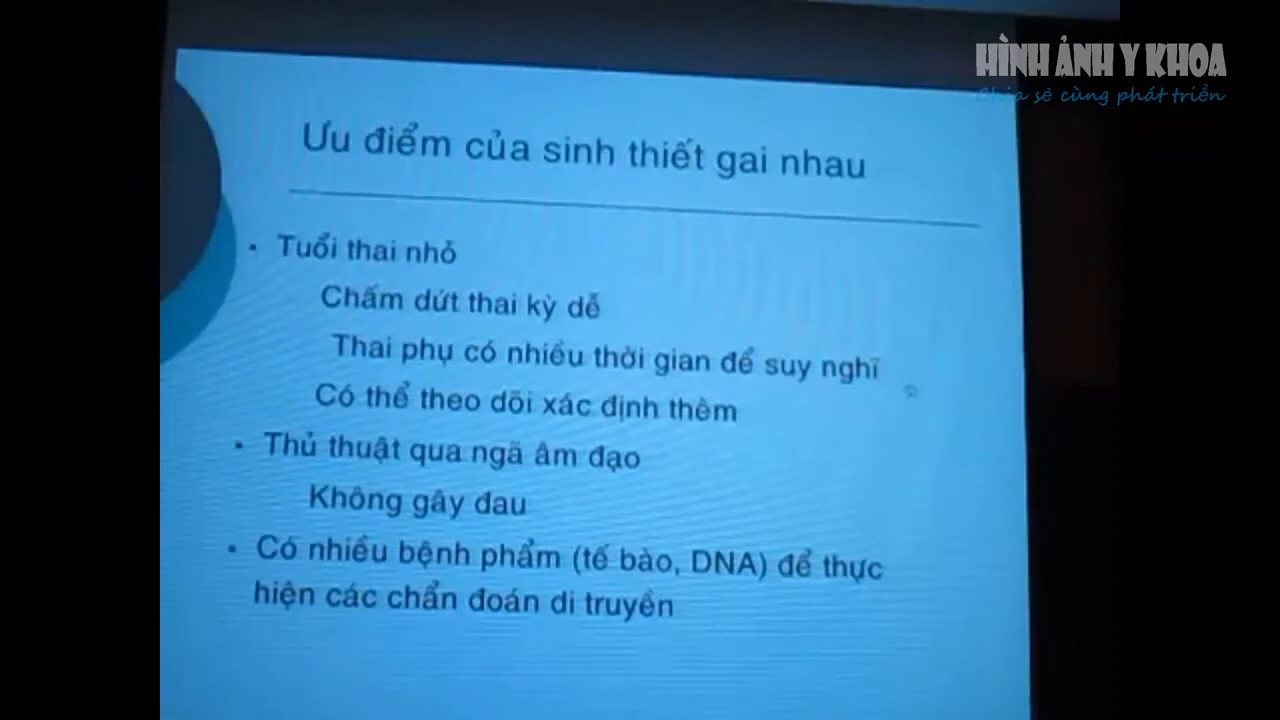 HÌNH ẢNH Y KHOA
Chia sẻ cùng phát triển
Ưu điểm của sinh thiết gai nhau
• Tuổi thai nhỏ
Chấm dứt thai kỳ dễ
Thai phụ có nhiều thời gian để suy nghĩ
Có thể theo dõi xác định thêm
• Thủ thuật qua ngã âm đạo
Không gây đau
• Có nhiều bệnh phẩm (tế bào, DNA) để thực
hiện các chẩn đoán di truyền